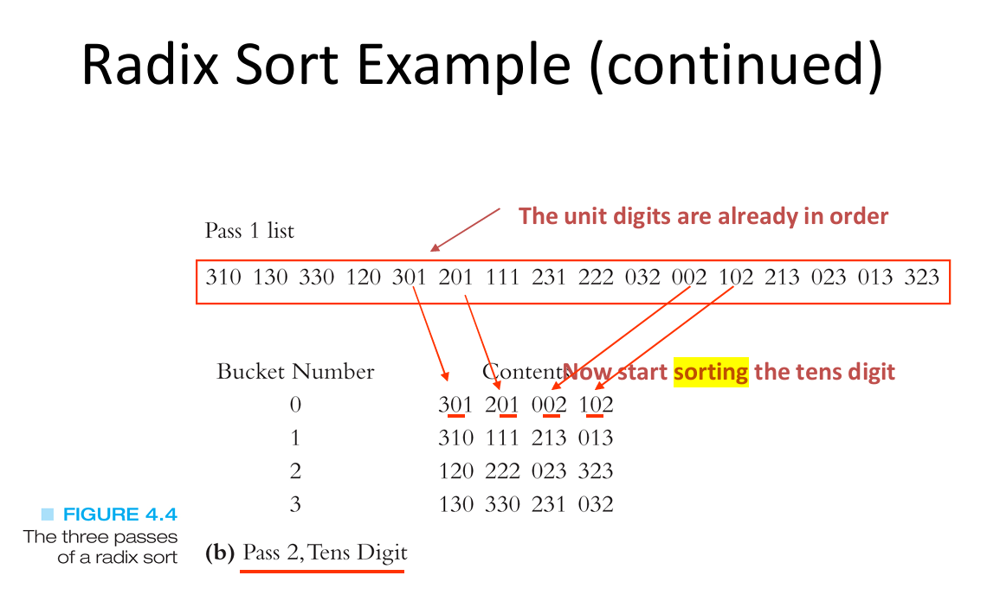 Radix Sort Example (continued)
The unit digits are already in order
Pass 1 list
310 130 330 120 301 201 111 231 222 032 002 102 213 023 013 323
Bucket Number Contents
Now start sorting the tens digit
0 301 201 002 102
1 310 111 213 013
2 120 222 023 323
3 130 330 231 032
FIGURE 4.4
The three passes
of a radix sort
(b) Pass 2, Tens Digit